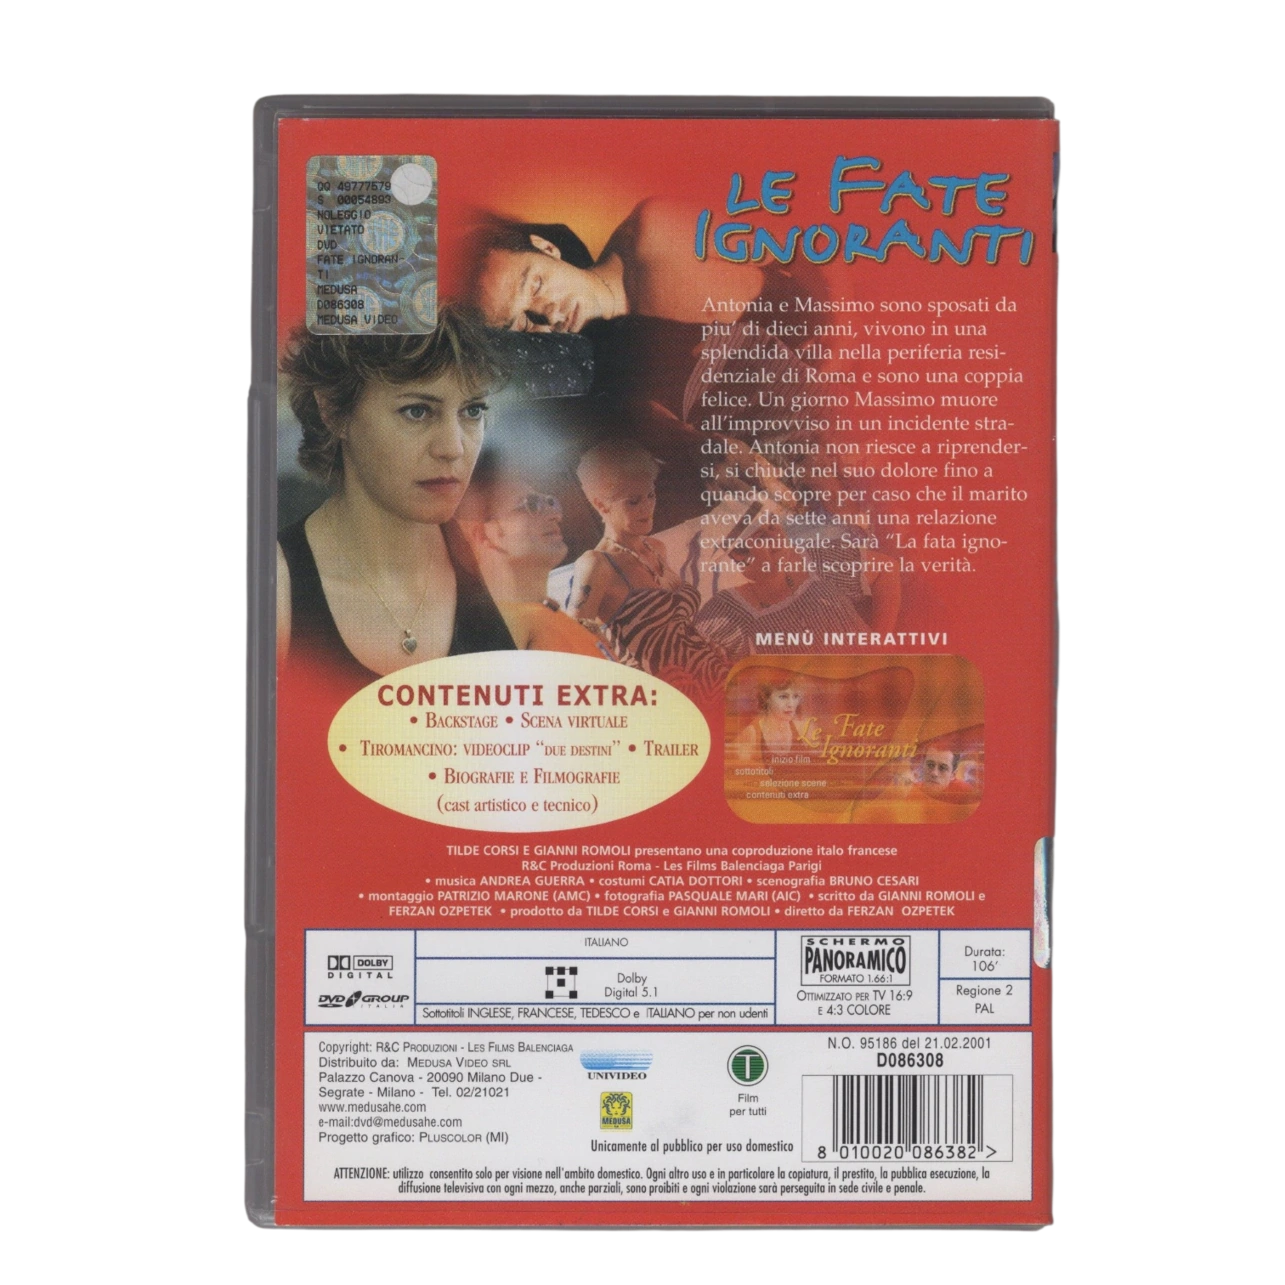 QQ 49777579
S 00054893
NOLEGGIO
VIETATO
DVD
FATE IGNORAN-
TI
MEDUSA
D086308
MEDUSA VIDEO
LE FATE
IGNORANTI
Antonia e Massimo sono sposati da
piu' di dieci anni, vivono in una
splendida villa nella periferia resi-
denziale di Roma e sono una coppia
felice. Un giorno Massimo muore
all'improvviso in un incidente stra-
dale. Antonia non riesce a riprender-
si, si chiude nel suo dolore fino a
quando scopre per caso che il marito
aveva da sette anni una relazione
extraconiugale. Sarà “La fata igno-
rante” a farle scoprire la verità.
MENÙ INTERATTIVI
Le Fate
Ignoranti
inizio film
sottotitoli
selezione scene
contenuti extra
CONTENUTI EXTRA:
• BACKSTAGE • SCENA VIRTUALE
• TIROMANCINO: VIDEOCLIP “DUE DESTINI” • TRAILER
• BIOGRAFIE E FILMOGRAFIE
(cast artistico e tecnico)
TILDE CORSI E GIANNI ROMOLI presentano una coproduzione italo francese
R&C Produzioni Roma - Les Films Balenciaga Parigi
• musica ANDREA GUERRA • costumi CATIA DOTTORI • scenografia BRUNO CESARI
• montaggio PATRIZIO MARONE (AMC) • fotografia PASQUALE MARI (AIC) • scritto da GIANNI ROMOLI e
FERZAN OZPETEK • prodotto da TILDE CORSI e GIANNI ROMOLI • diretto da FERZAN OZPETEK
DOLBY
DIGITAL
DVD GROUP
ITALIA
ITALIANO
Dolby
Digital 5.1
Sottotitoli INGLESE, FRANCESE, TEDESCO e ITALIANO per non udenti
SCHERMO
PANORAMICO
FORMATO 1.66:1
OTTIMIZZATO PER TV 16:9
E 4:3 COLORE
Durata:
106'
Regione 2
PAL
Copyright: R&C PRODUZIONI - LES FILMS BALENCIAGA
Distribuito da: MEDUSA VIDEO SRL
Palazzo Canova - 20090 Milano Due -
Segrate - Milano - Tel. 02/21021
www.medusahe.com
e-mail:dvd@medusahe.com
Progetto grafico: PLUSCOLOR (MI)
UNIVIDEO
MEDUSA
T
Film
per tutti
Unicamente al pubblico per uso domestico
N.O. 95186 del 21.02.2001
D086308
8 010020 086382 >
ATTENZIONE: utilizzo consentito solo per visione nell'ambito domestico. Ogni altro uso e in particolare la copiatura, il prestito, la pubblica esecuzione, la
diffusione televisiva con ogni mezzo, anche parziali, sono proibiti e ogni violazione sarà perseguita in sede civile e penale.